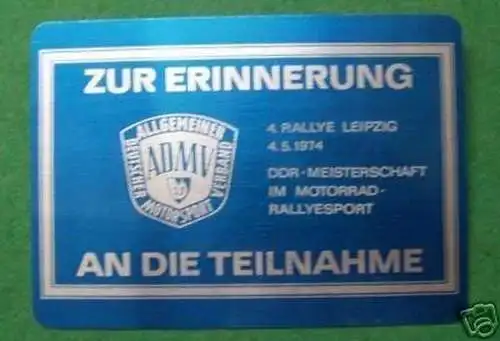 ZUR ERINNERUNG
ALLGEMEINER
DEUTSCHER
ADMV
MOTORSPORT
VERBAND
4. RALLYE LEIPZIG
4.5.1974
DDR-MEISTERSCHAFT
IM MOTORRAD-
RALLYESPORT
AN DIE TEILNAHME